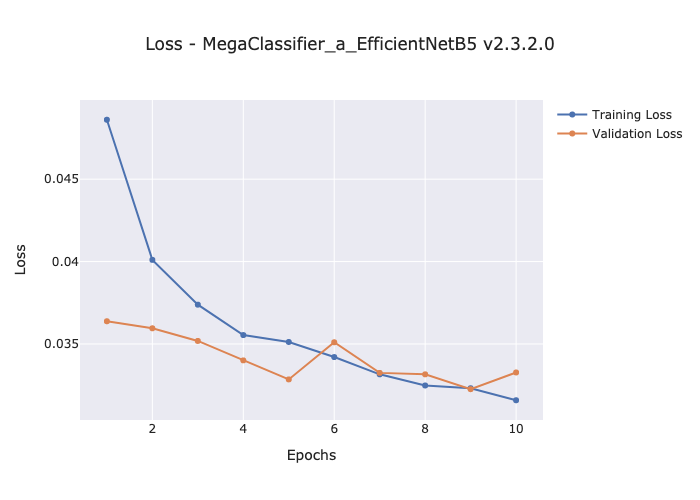 Loss - MegaClassifier_a_EfficientNetB5 v2.3.2.0
Training Loss
Validation Loss
0.045
0.04
0.035
Loss
2 4 6 8 10
Epochs